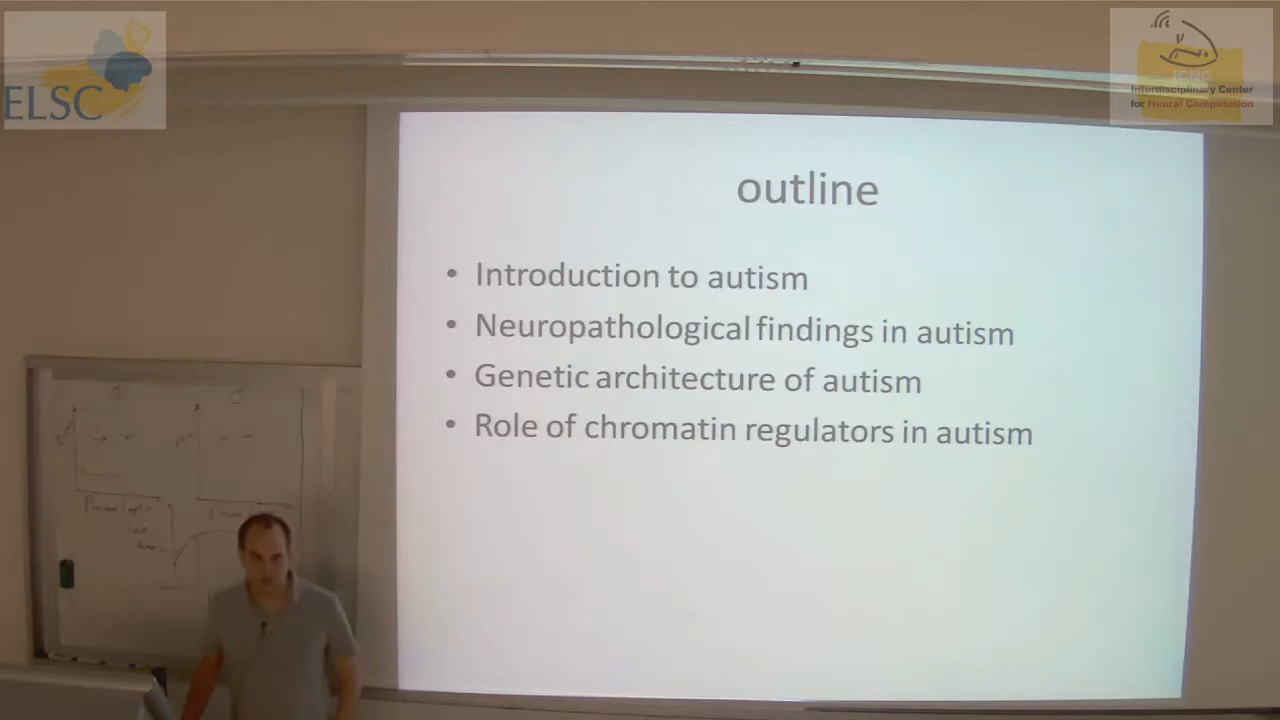 ELSC
ICNC
Interdisciplinary Center
for Neural Computation
outline
• Introduction to autism
• Neuropathological findings in autism
• Genetic architecture of autism
• Role of chromatin regulators in autism